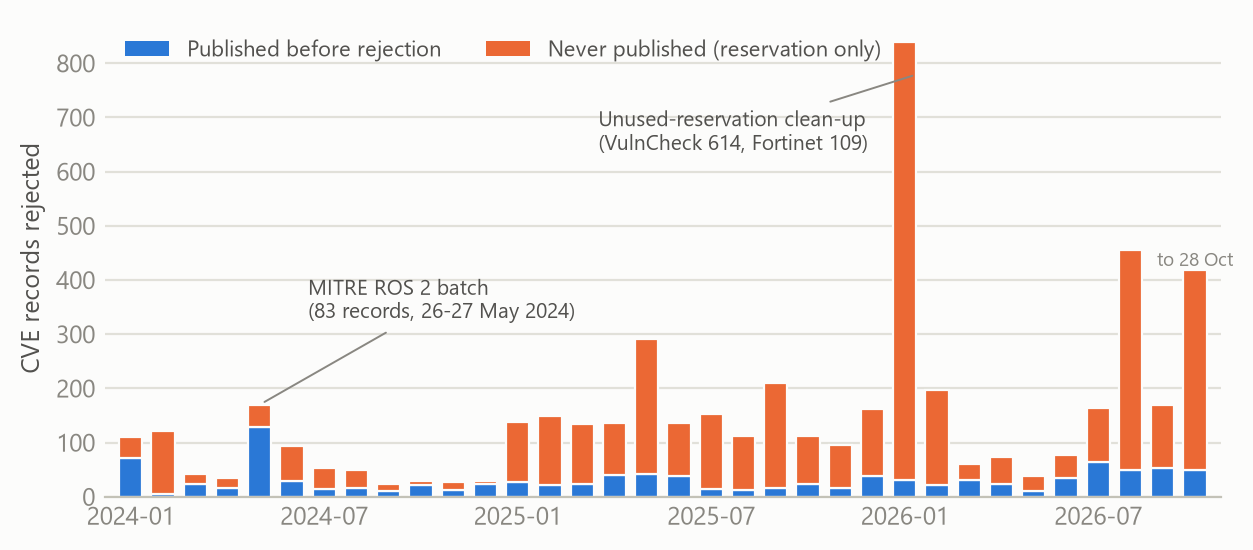 Published before rejection
Never published (reservation only)
CVE records rejected
800
700
600
500
400
300
200
100
0
Unused-reservation clean-up
(VulnCheck 614, Fortinet 109)
to 28 Oct
MITRE ROS 2 batch
(83 records, 26-27 May 2024)
2024-01
2024-07
2025-01
2025-07
2026-01
2026-07